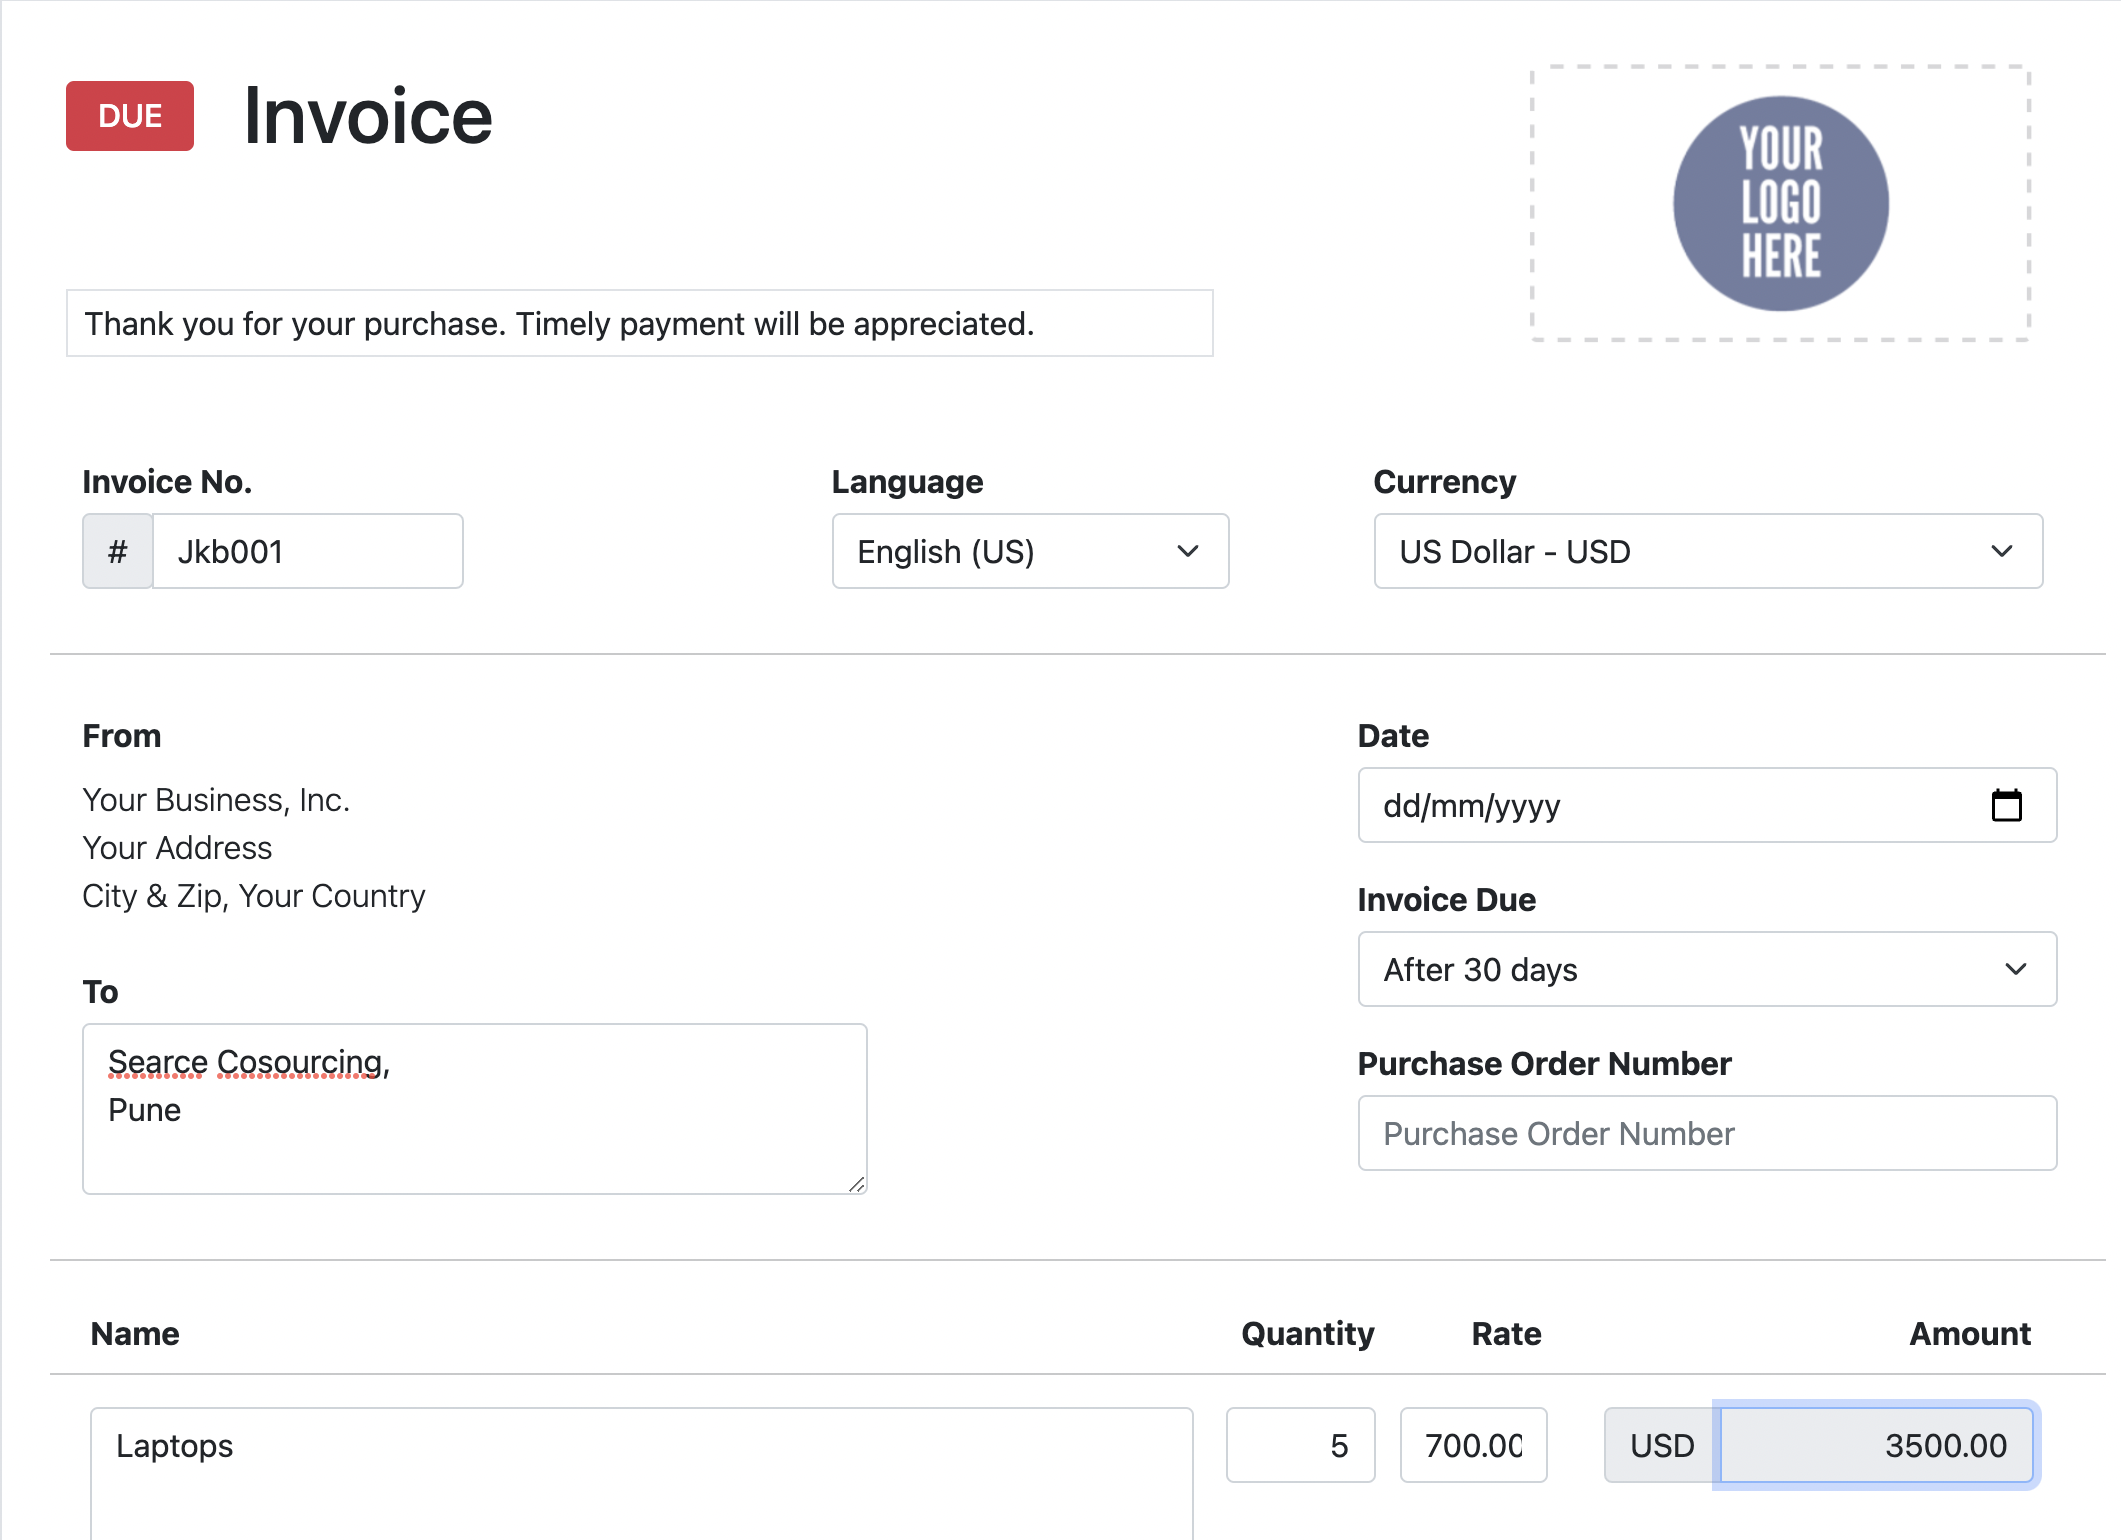 DUE Invoice
YOUR
LOGO
HERE
Thank you for your purchase. Timely payment will be appreciated.
Invoice No. Language Currency
# Jkb001 English (US) US Dollar - USD
From
Your Business, Inc.
Your Address
City & Zip, Your Country
To
Searce Cosourcing,
Pune
Date
dd/mm/yyyy
Invoice Due
After 30 days
Purchase Order Number
Purchase Order Number
Name Quantity Rate Amount
Laptops 5 700.00 USD 3500.00